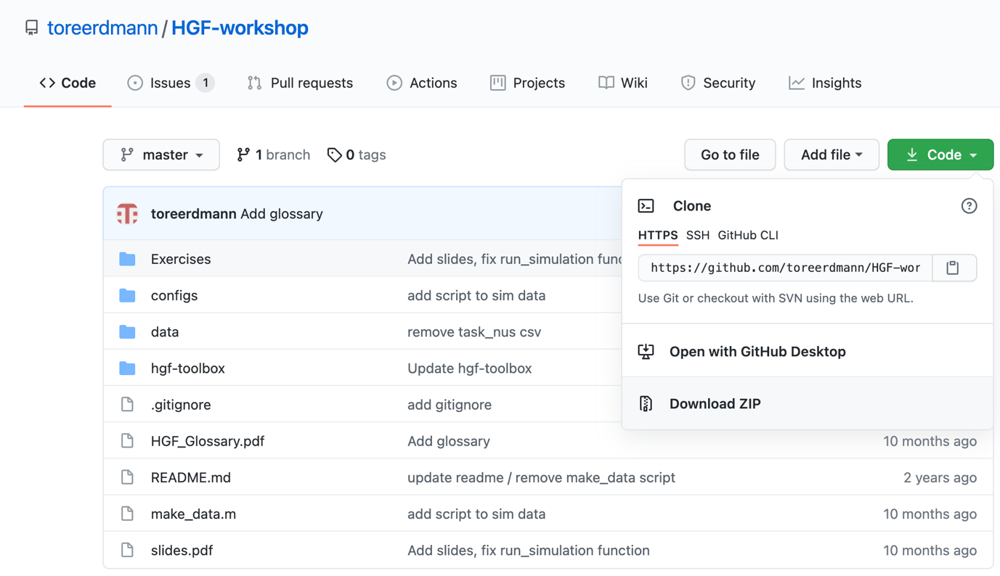 toreerdmann / HGF-workshop
Code Issues 1 Pull requests Actions Projects Wiki Security Insights
master 1 branch 0 tags Go to file Add file Code
toreerdmann Add glossary
Clone
HTTPS SSH GitHub CLI
https://github.com/toreerdmann/HGF-wor
Use Git or checkout with SVN using the web URL.
Open with GitHub Desktop
Download ZIP
Exercises Add slides, fix run_simulation func
configs add script to sim data
data remove task_nus csv
hgf-toolbox Update hgf-toolbox
.gitignore add gitignore
HGF_Glossary.pdf Add glossary 10 months ago
README.md update readme / remove make_data script 2 years ago
make_data.m add script to sim data 10 months ago
slides.pdf Add slides, fix run_simulation function 10 months ago